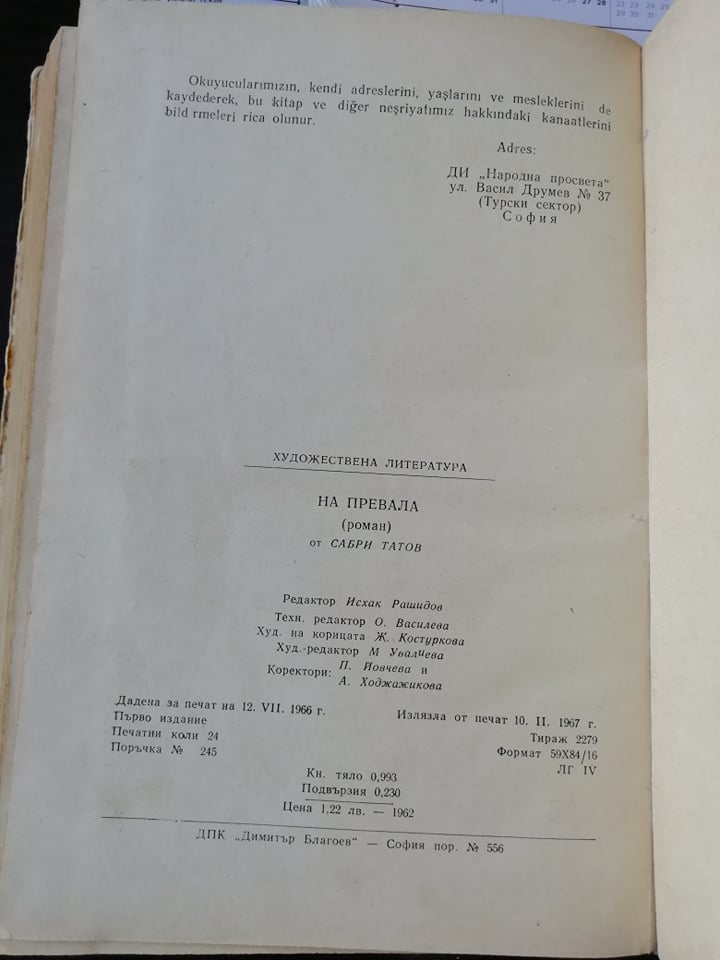 Okuyucularımızın, kendi adreslerini, yaşlarını ve mesleklerini de
kaydederek, bu kitap ve diğer neşriyatımız hakkındaki kanaatlerini
bild rmeleri rica olunur.
Adres:
ДИ „Народна просвета“
ул. Васил Друмев № 37
(Турски сектор)
София
ХУДОЖЕСТВЕНА ЛИТЕРАТУРА
НА ПРЕВАЛА
(роман)
от САБРИ ТАТОВ
Редактор Исхак Рашидов
Техн. редактор О. Василева
Худ. на корицата Ж. Костуркова
Худ.-редактор М Увалиева
Коректори: П. Йовчева и
А. Ходжажикова
Дадена за печат на 12. VII. 1966 г.
Излязла от печат 10. II. 1967 г.
Първо издание
Тираж 2279
Печатни коли 24
Формат 59X84/16
Поръчка № 245
ЛГ IV
Кн. тяло 0,993
Подвързия 0,230
Цена 1,22 лв. — 1962
ДПК „Димитър Благоев“ — София пор. № 556